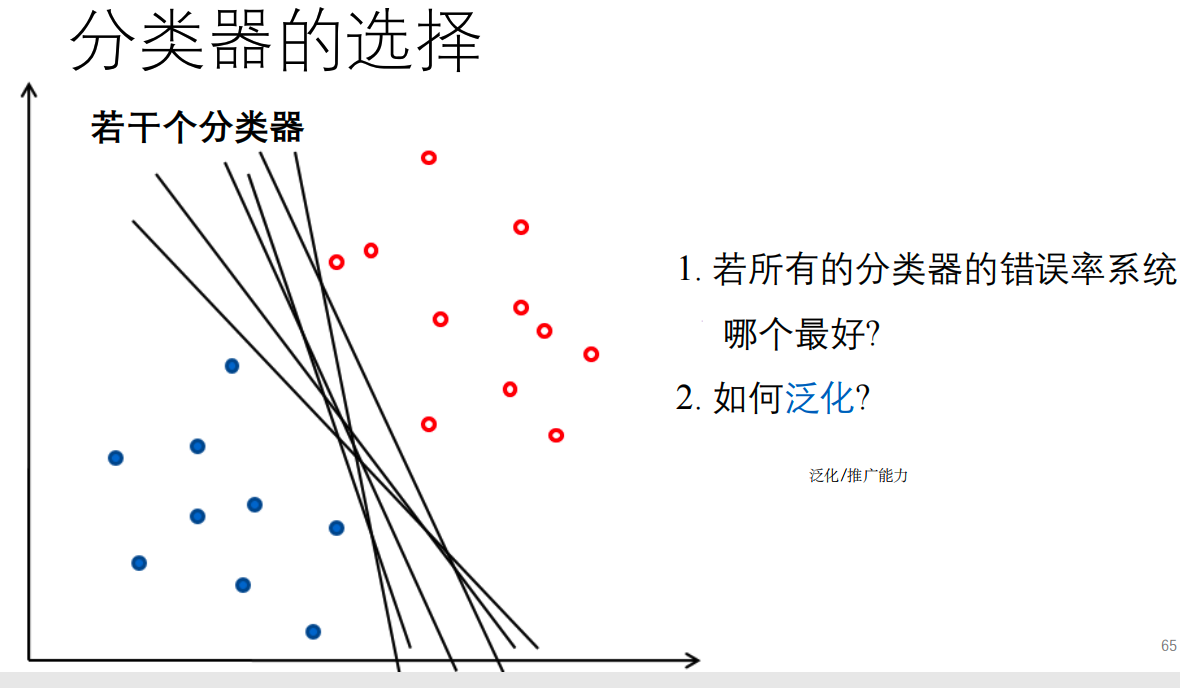 分类器的选择
若干个分类器
1. 若所有的分类器的错误率系统
哪个最好?
2. 如何泛化?
泛化/推广能力
65